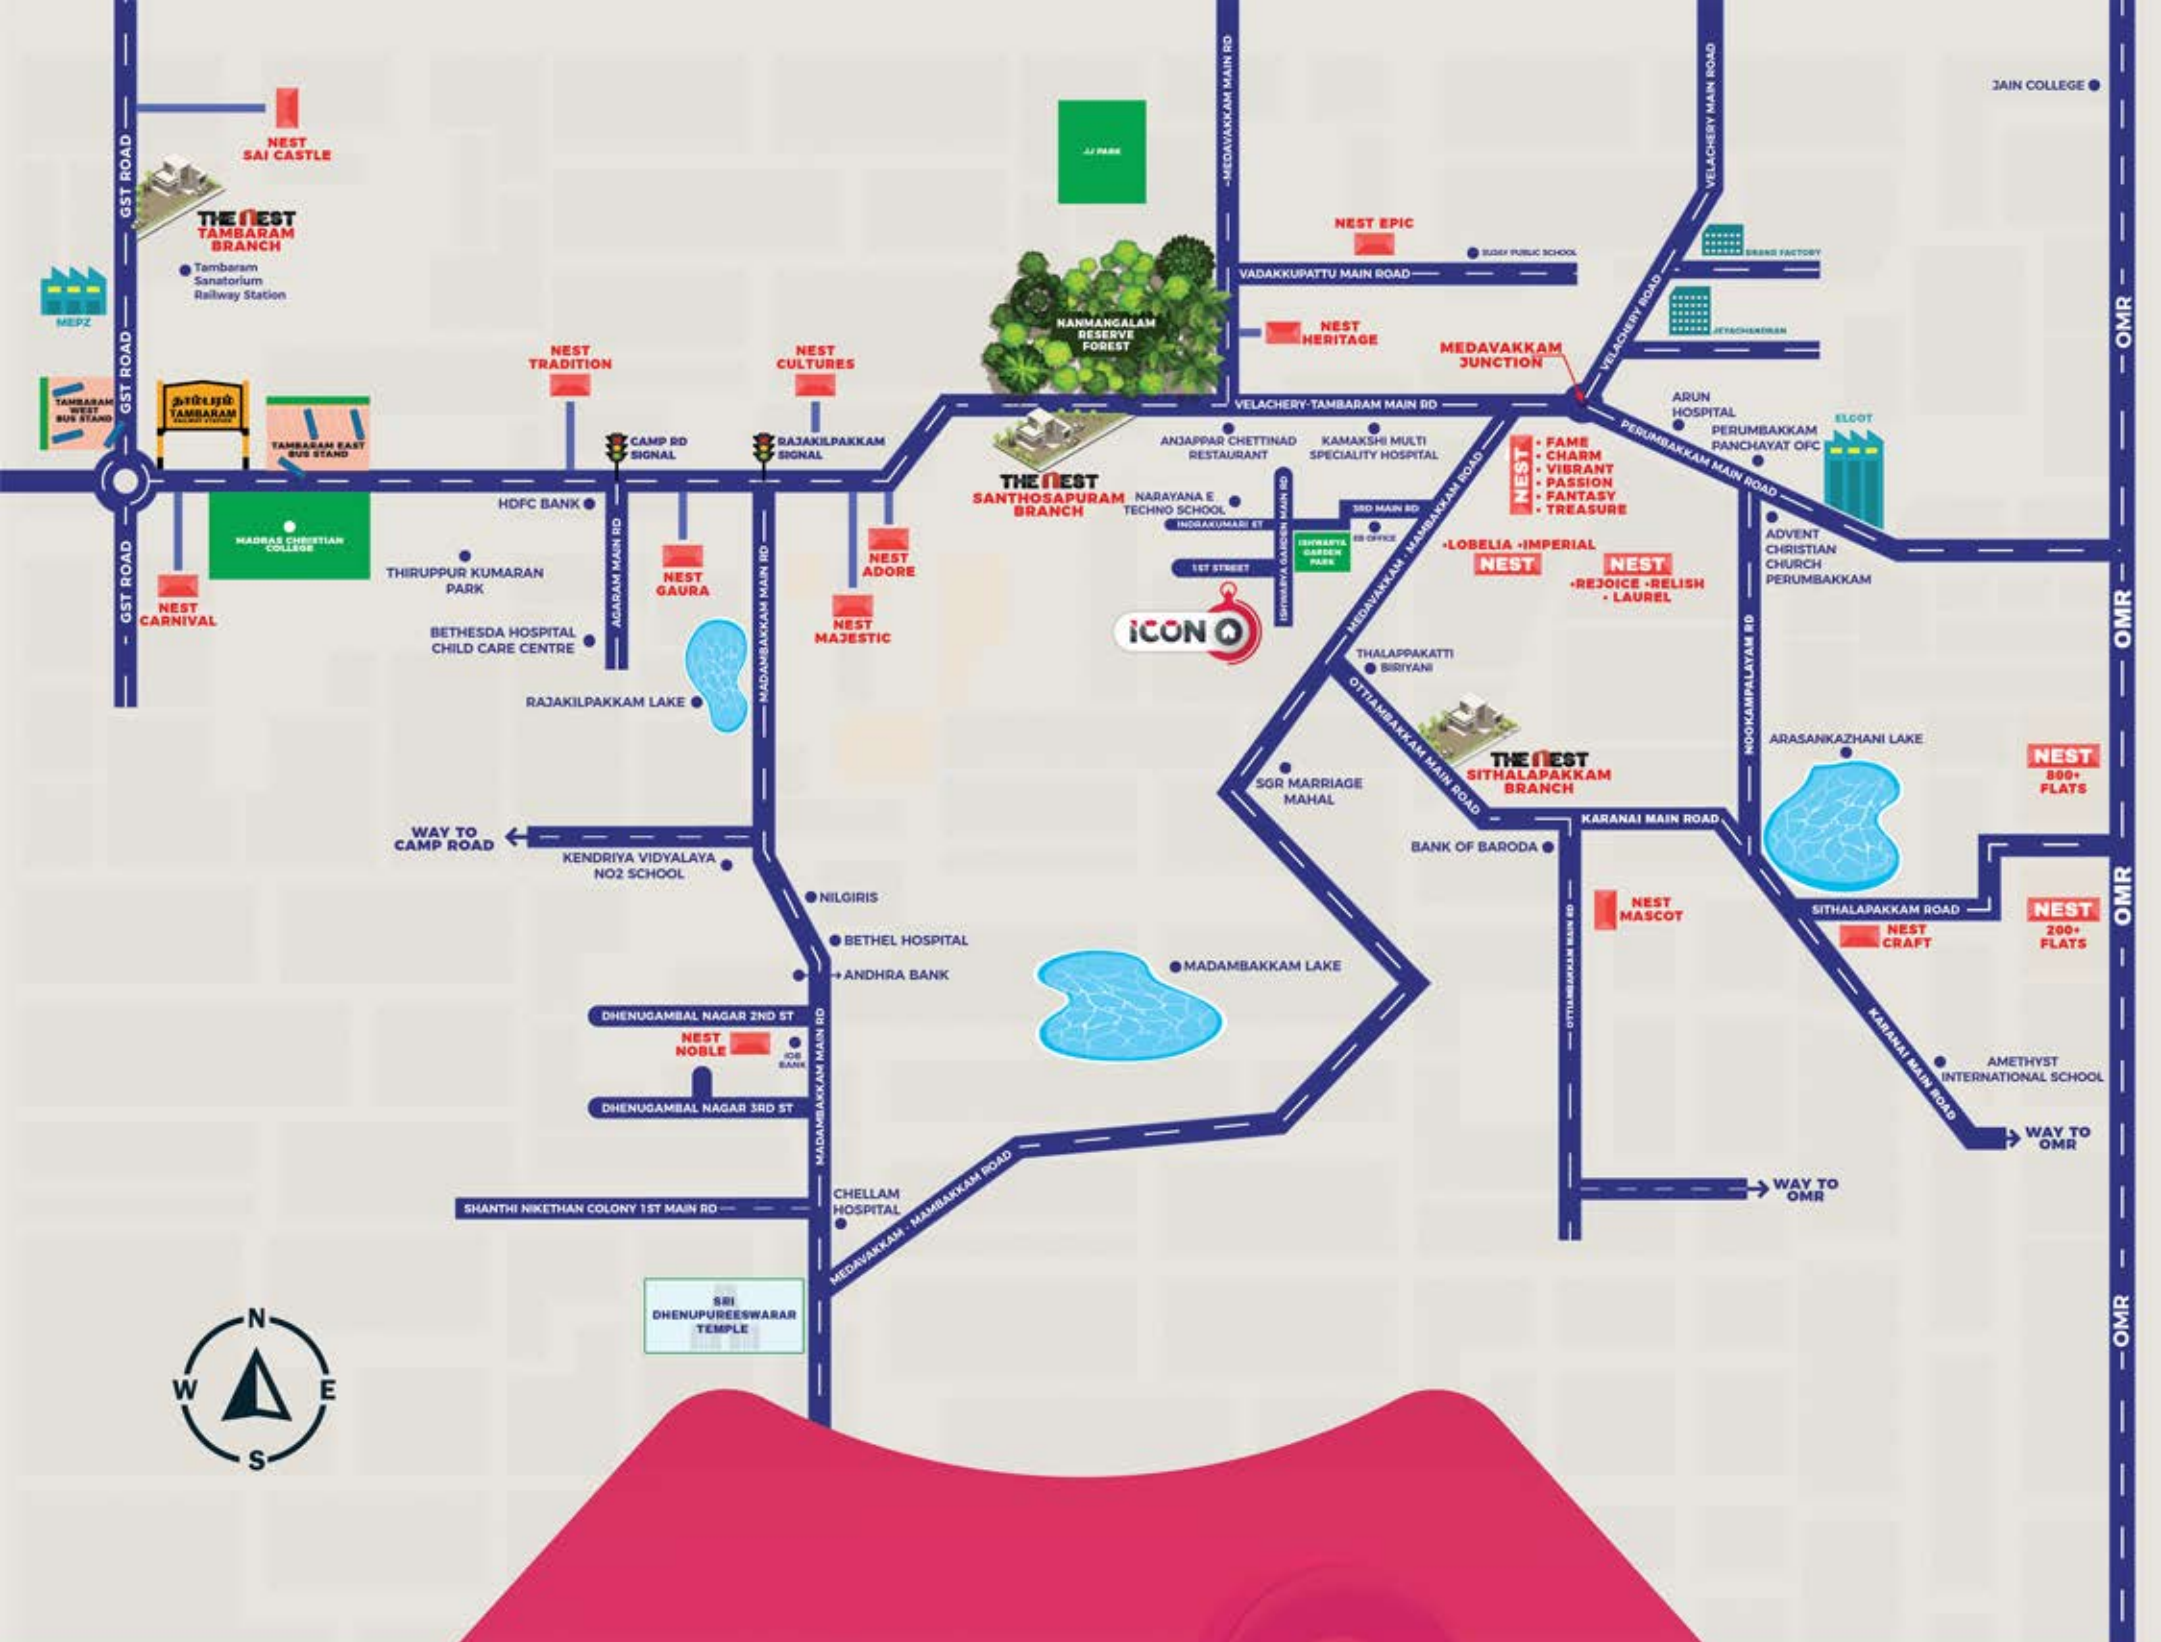 GST ROAD
NEST
SAI CASTLE
THE NEST
TAMBARAM
BRANCH
Tambaram
Sanatorium
Railway Station
MEPZ
GST ROAD
TAMBARAM
WEST
BUS STAND
GST ROAD
தாம்பரம்
TAMBARAM
RAILWAY STATION
TAMBARAM EAST
BUS STAND
MADRAS CHRISTIAN
COLLEGE
GST ROAD
NEST
CARNIVAL
NEST
TRADITION
CAMP RD
SIGNAL
NEST
CULTURES
RAJAKILPAKKAM
SIGNAL
HDFC BANK
THIRUPPUR KUMARAN
PARK
AGARAM MAIN RD
BETHESDA HOSPITAL
CHILD CARE CENTRE
NEST
GAURA
RAJAKILPAKKAM LAKE
MADAMBAKKAM MAIN RD
NEST
ADORE
NEST
MAJESTIC
WAY TO
CAMP ROAD
KENDRIYA VIDYALAYA
NO2 SCHOOL
NILGIRIS
BETHEL HOSPITAL
ANDHRA BANK
DHENUGAMBAL NAGAR 2ND ST
NEST
NOBLE
IOB
BANK
DHENUGAMBAL NAGAR 3RD ST
MADAMBAKKAM MAIN RD
SHANTHI NIKETHAN COLONY 1ST MAIN RD
CHELLAM
HOSPITAL
MEDAVAKKAM - MAMBAKKAM ROAD
SRI
DHENUPUREESWARAR
TEMPLE
N
W
E
S
JJ PARK
NANMANGALAM
RESERVE
FOREST
MEDAVAKKAM MAIN RD
NEST EPIC
VADAKKUPATTU MAIN ROAD
NEST
HERITAGE
VELACHERY-TAMBARAM MAIN RD
MEDAVAKKAM
JUNCTION
VELACHERY MAIN ROAD
VELACHERY ROAD
BRAND FACTORY
JEYACHANDRAN
JAIN COLLEGE
OMR
THE NEST
SANTHOSAPURAM
BRANCH
ANJAPPAR CHETTINAD
RESTAURANT
KAMAKSHI MULTI
SPECIALITY HOSPITAL
NARAYANA E
TECHNO SCHOOL
INDRAKUMARI ST
1ST STREET
ISHWARYA GARDEN MAIN RD
3RD MAIN RD
EB OFFICE
ISHWARYA
GARDEN
PARK
ICON
MEDAVAKKAM - MAMBAKKAM ROAD
NEST
• FAME
• CHARM
• VIBRANT
• PASSION
• FANTASY
• TREASURE
•LOBELIA •IMPERIAL
NEST
NEST
•REJOICE •RELISH
• LAUREL
ARUN
HOSPITAL
PERUMBAKKAM
PANCHAYAT OFC
PERUMBAKKAM MAIN ROAD
ELCOT
ADVENT
CHRISTIAN
CHURCH
PERUMBAKKAM
NOOKAMPALAYAM RD
OMR
THALAPPAKATTI
BIRIYANI
OTTIAMBAKKAM MAIN ROAD
THE NEST
SITHALAPAKKAM
BRANCH
SGR MARRIAGE
MAHAL
ARASANKAZHANI LAKE
NEST
800+
FLATS
KARANAI MAIN ROAD
BANK OF BARODA
NEST
MASCOT
OTTIAMBAKKAM MAIN RD
SITHALAPAKKAM ROAD
NEST
CRAFT
NEST
200+
FLATS
OMR
MADAMBAKKAM LAKE
KARANAI MAIN ROAD
AMETHYST
INTERNATIONAL SCHOOL
WAY TO
OMR
WAY TO
OMR
OMR